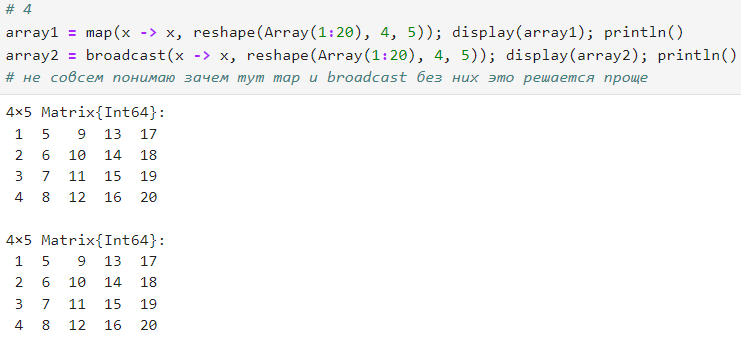 # 4
array1 = map(x -> x, reshape(Array(1:20), 4, 5)); display(array1); println()
array2 = broadcast(x -> x, reshape(Array(1:20), 4, 5)); display(array2); println()
# не совсем понимаю зачем тут map и broadcast без них это решается проще
4×5 Matrix{Int64}:
1 5 9 13 17
2 6 10 14 18
3 7 11 15 19
4 8 12 16 20
4×5 Matrix{Int64}:
1 5 9 13 17
2 6 10 14 18
3 7 11 15 19
4 8 12 16 20